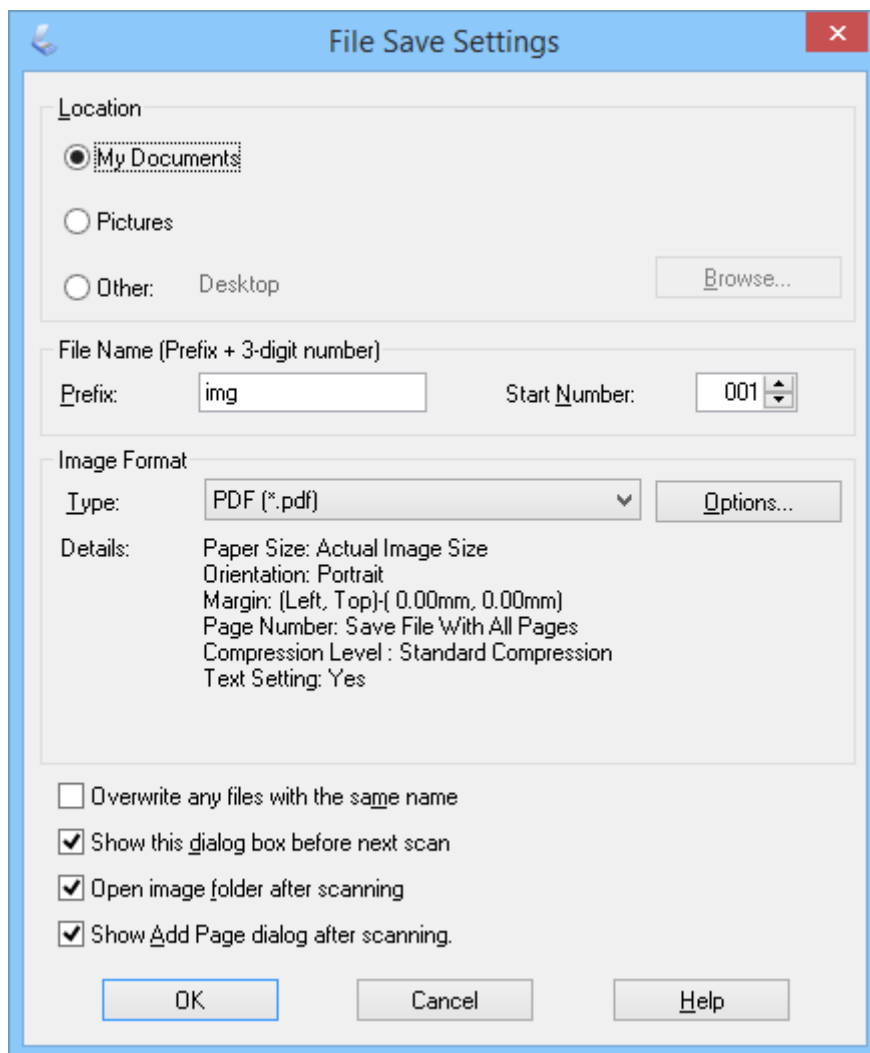 File Save Settings
Location
My Documents
Pictures
Other: Desktop Browse...
File Name (Prefix + 3-digit number)
Prefix: img Start Number: 001
Image Format
Type: PDF (*.pdf) Options...
Details: Paper Size: Actual Image Size
Orientation: Portrait
Margin: (Left, Top)-( 0.00mm, 0.00mm)
Page Number: Save File With All Pages
Compression Level : Standard Compression
Text Setting: Yes
Overwrite any files with the same name
Show this dialog box before next scan
Open image folder after scanning
Show Add Page dialog after scanning.
OK Cancel Help